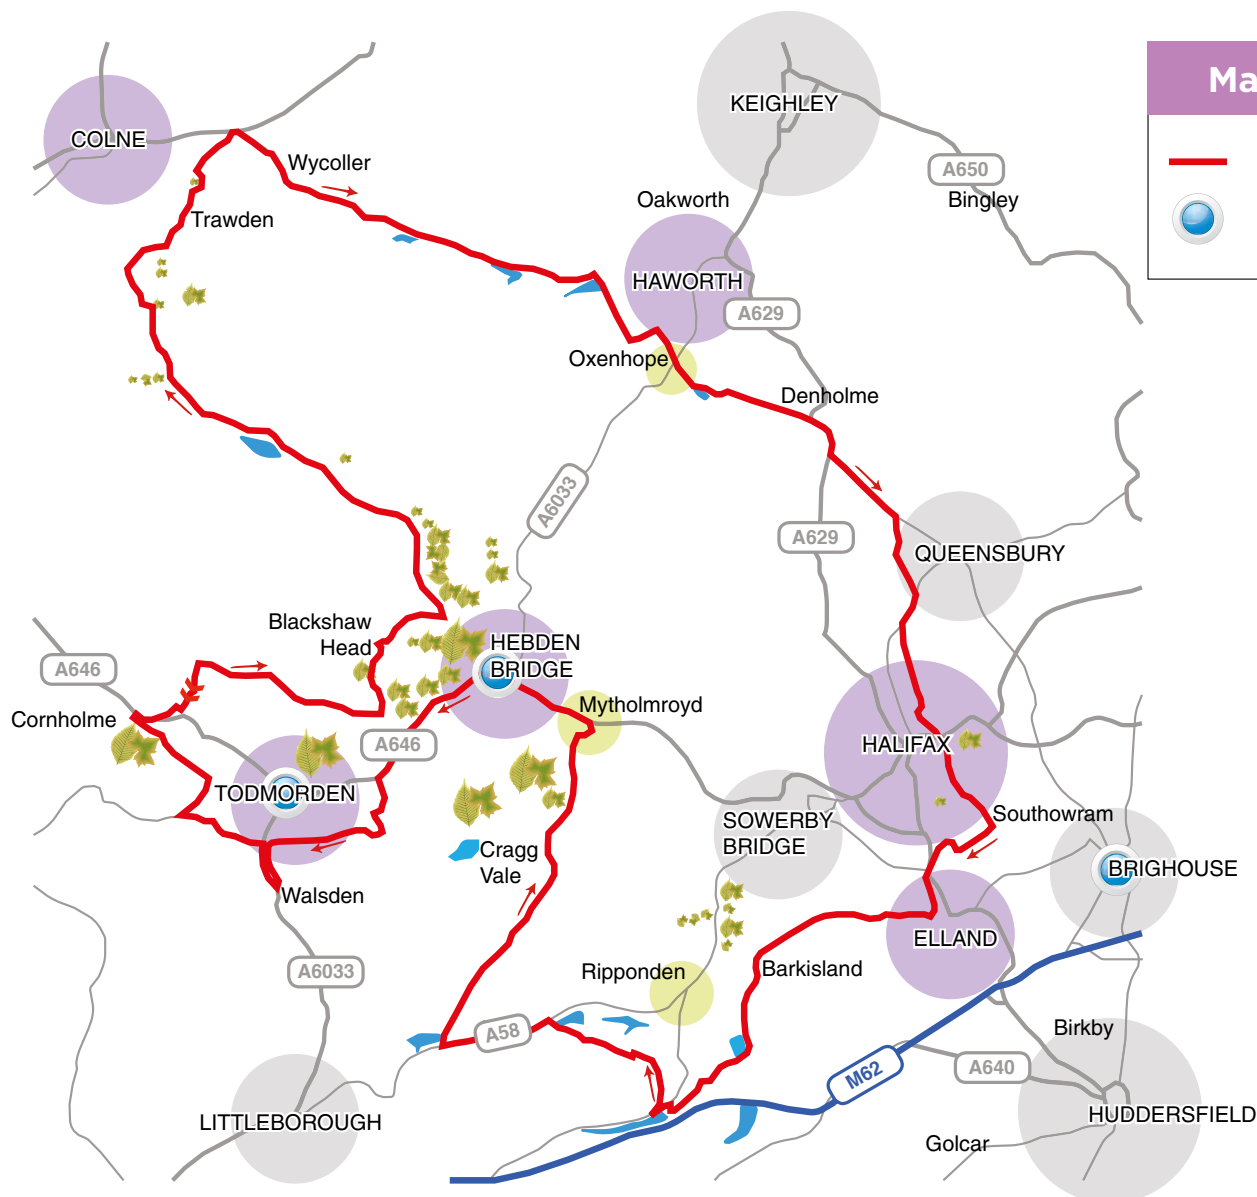 Ma
KEIGHLEY
COLNE
Wycoller
A650
Bingley
Oakworth
Trawden
HAWORTH
A629
Oxenhope
Denholme
A6033
A629
QUEENSBURY
Blackshaw
Head
HEBDEN
BRIDGE
A646
Cornholme
Mytholmroyd
A646
HALIFAX
TODMORDEN
SOWERBY
BRIDGE
Southowram
Cragg
Vale
BRIGHOUSE
Walsden
ELLAND
A6033
Ripponden
Barkisland
A58
Birkby
M62
A640
LITTLEBOROUGH
HUDDERSFIELD
Golcar